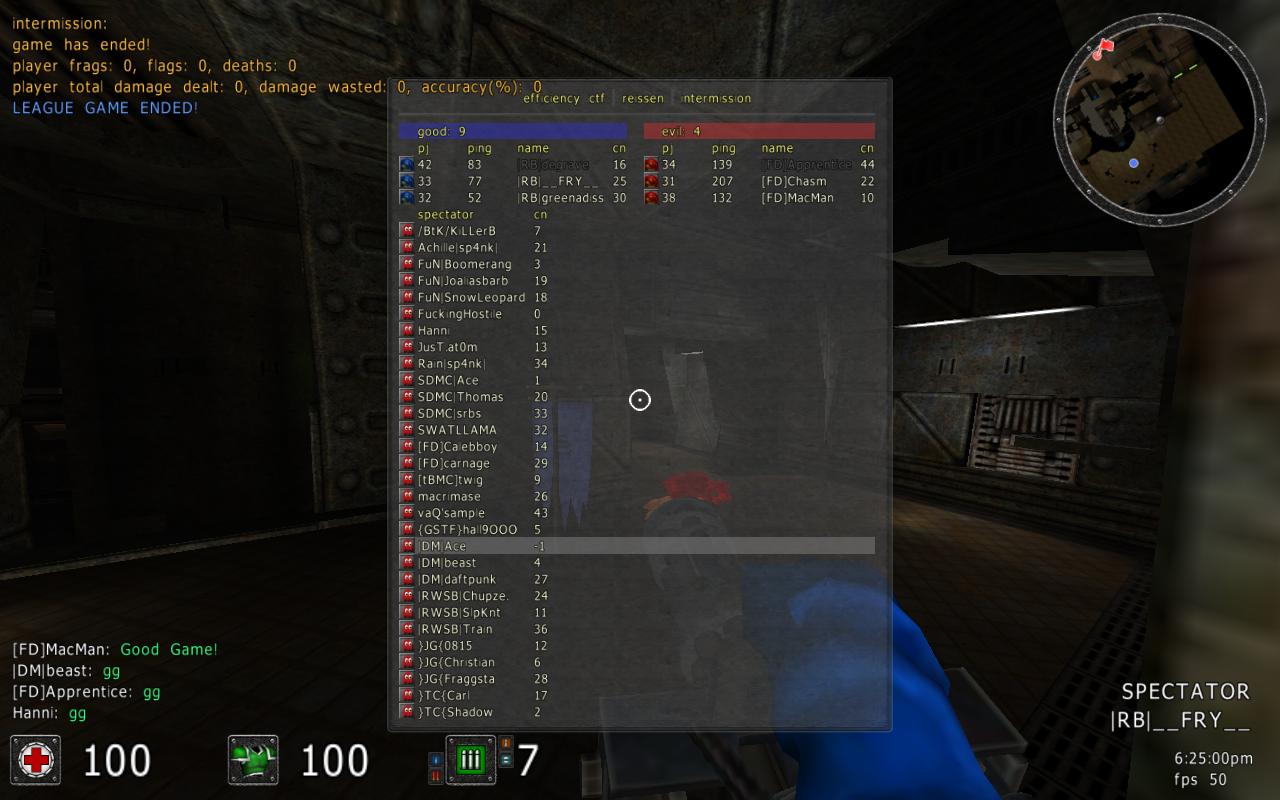 intermission:
game has ended!
player frags: 0, flags: 0, deaths: 0
player total damage dealt: 0, damage wasted: 0, accuracy(%): 0
LEAGUE GAME ENDED!
efficiency ctf reissen intermission
good: 9 evil: 4
pj ping name cn pj ping name cn
42 83 |RB|degrave 16 34 139 [FD]Apprentice 44
33 77 |RB|__FRY__ 25 31 207 [FD]Chasm 22
32 52 |RB|greenadiss 30 38 132 [FD]MacMan 10
spectator cn
/BtK/KiLLerB 7
Achille|sp4nk| 21
FuN|Boomerang 3
FuN|Joaliasbarb 19
FuN|SnowLeopard 18
FuckingHostile 0
Hanni 15
JusT.at0m 13
Rain|sp4nk| 34
SDMC|Ace 1
SDMC|Thomas 20
SDMC|srbs 33
SWATLLAMA 32
[FD]Calebboy 14
[FD]carnage 29
[tBMC]twig 9
macrimase 26
vaQ'sample 43
{GSTF}hal9OOO 5
|DM|Ace -1
|DM|beast 4
|DM|daftpunk 27
|RWSB|Chupze. 24
|RWSB|SlpKnt 11
|RWSB|Train 36
}JG{0815 12
}JG{Christian 6
}JG{Fraggsta 28
}TC{Carl 17
}TC{Shadow 2
[FD]MacMan: Good Game!
|DM|beast: gg
[FD]Apprentice: gg
Hanni: gg
100 100 7
SPECTATOR
|RB|__FRY__
6:25:00pm
fps 50